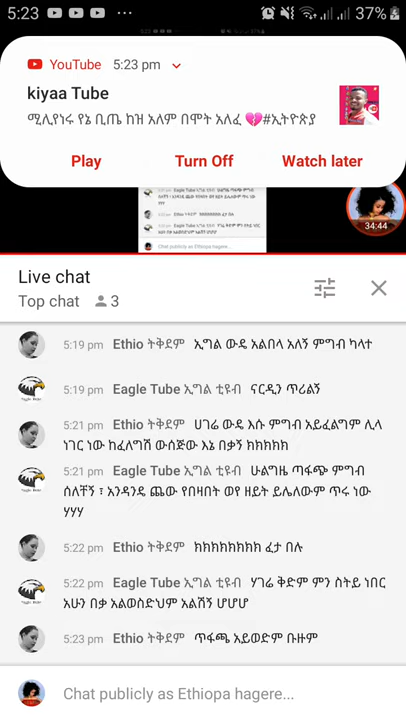 5:23
37%
YouTube 5:23 pm
kiyaa Tube
ሚሊየነሩ የኔ ቢጤ ከዝ አለም በሞት አለፈ 💔#ኢትዮጵያ
Play Turn Off Watch later
34:44
Live chat
Top chat 3
5:19 pm Ethio ትቅደም ኢግል ውዴ አልበላ አለኝ ምግብ ካላተ
5:19 pm Eagle Tube ኢግል ቲዩብ ናርዲን ጥሪልኝ
5:21 pm Ethio ትቅደም ሀገሬ ውዴ እሱ ምግብ አይፈልግም ሊላ
ነገር ነው ከፈለግሽ ውሰጅው እኔ በቃኝ ክክክክክ
5:21 pm Eagle Tube ኢግል ቲዩብ ሁልግዜ ጣፋጭ ምግብ
ሰለቸኝ ፣ አንዳንዴ ጨው የበዛበት ወየ ዘይት ይሌለውም ጥሩ ነው
ሃሃሃ
5:22 pm Ethio ትቅደም ክክክክክክክክ ፈታ በሉ
5:22 pm Eagle Tube ኢግል ቲዩብ ሃገሬ ቅድም ምን ስትይ ነበር
አሁን በቃ አልወስድህም አልሽኝ ሆሆሆ
5:23 pm Ethio ትቅደም ጥፋጫ አይወድም ቡዙም
Chat publicly as Ethiopa hagere...